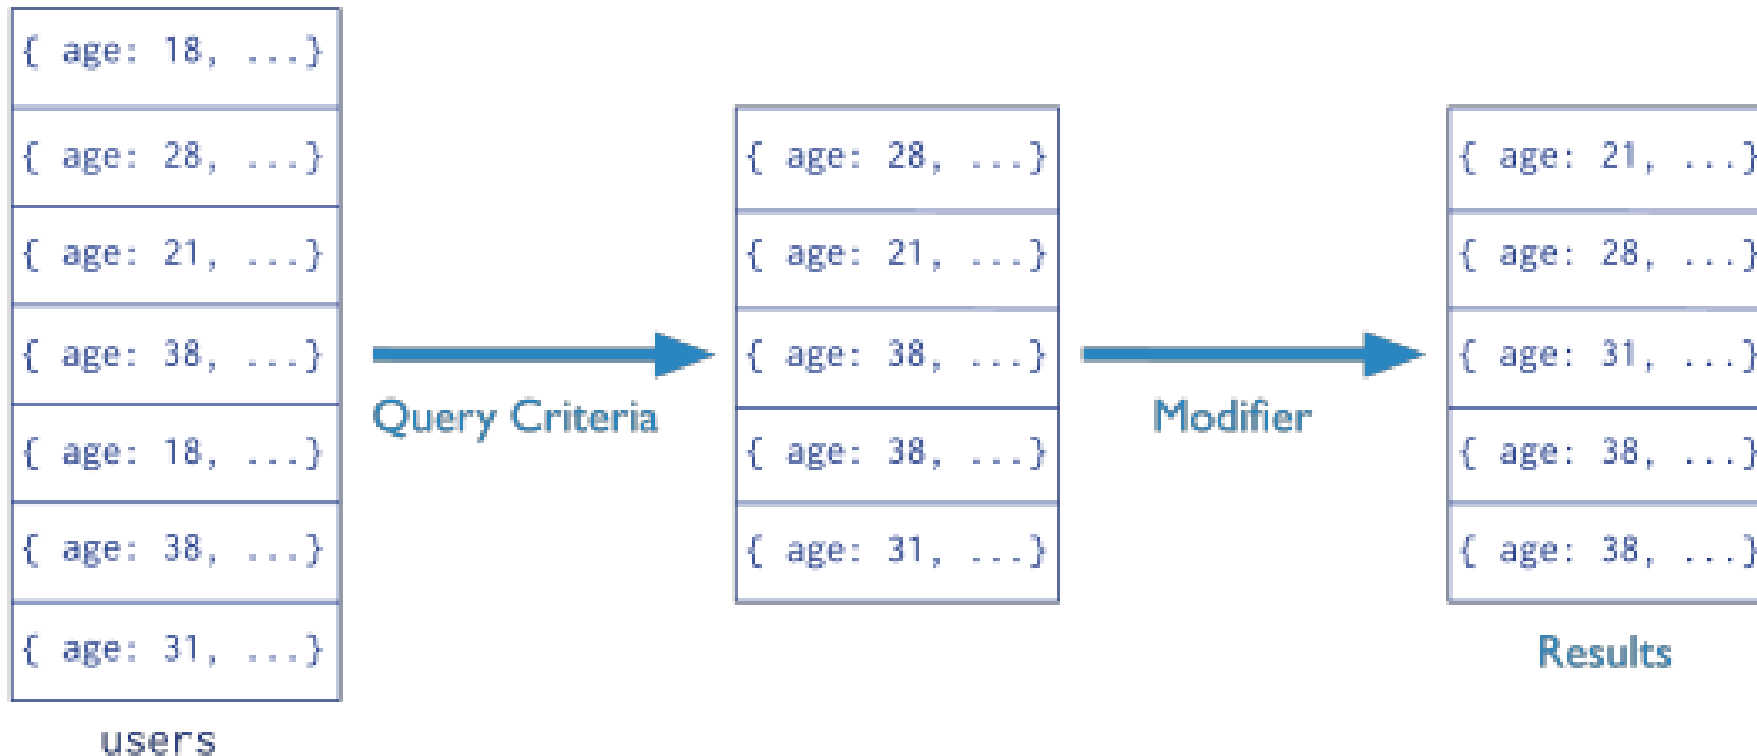 { age: 18, ...}
{ age: 28, ...}
{ age: 21, ...}
{ age: 38, ...}
{ age: 18, ...}
{ age: 38, ...}
{ age: 31, ...}
users
Query Criteria
{ age: 28, ...}
{ age: 21, ...}
{ age: 38, ...}
{ age: 38, ...}
{ age: 31, ...}
Modifier
{ age: 21, ...}
{ age: 28, ...}
{ age: 31, ...}
{ age: 38, ...}
{ age: 38, ...}
Results